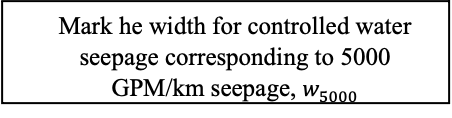 Mark he width for controlled water
seepage corresponding to 5000
GPM/km seepage, w₅₀₀₀